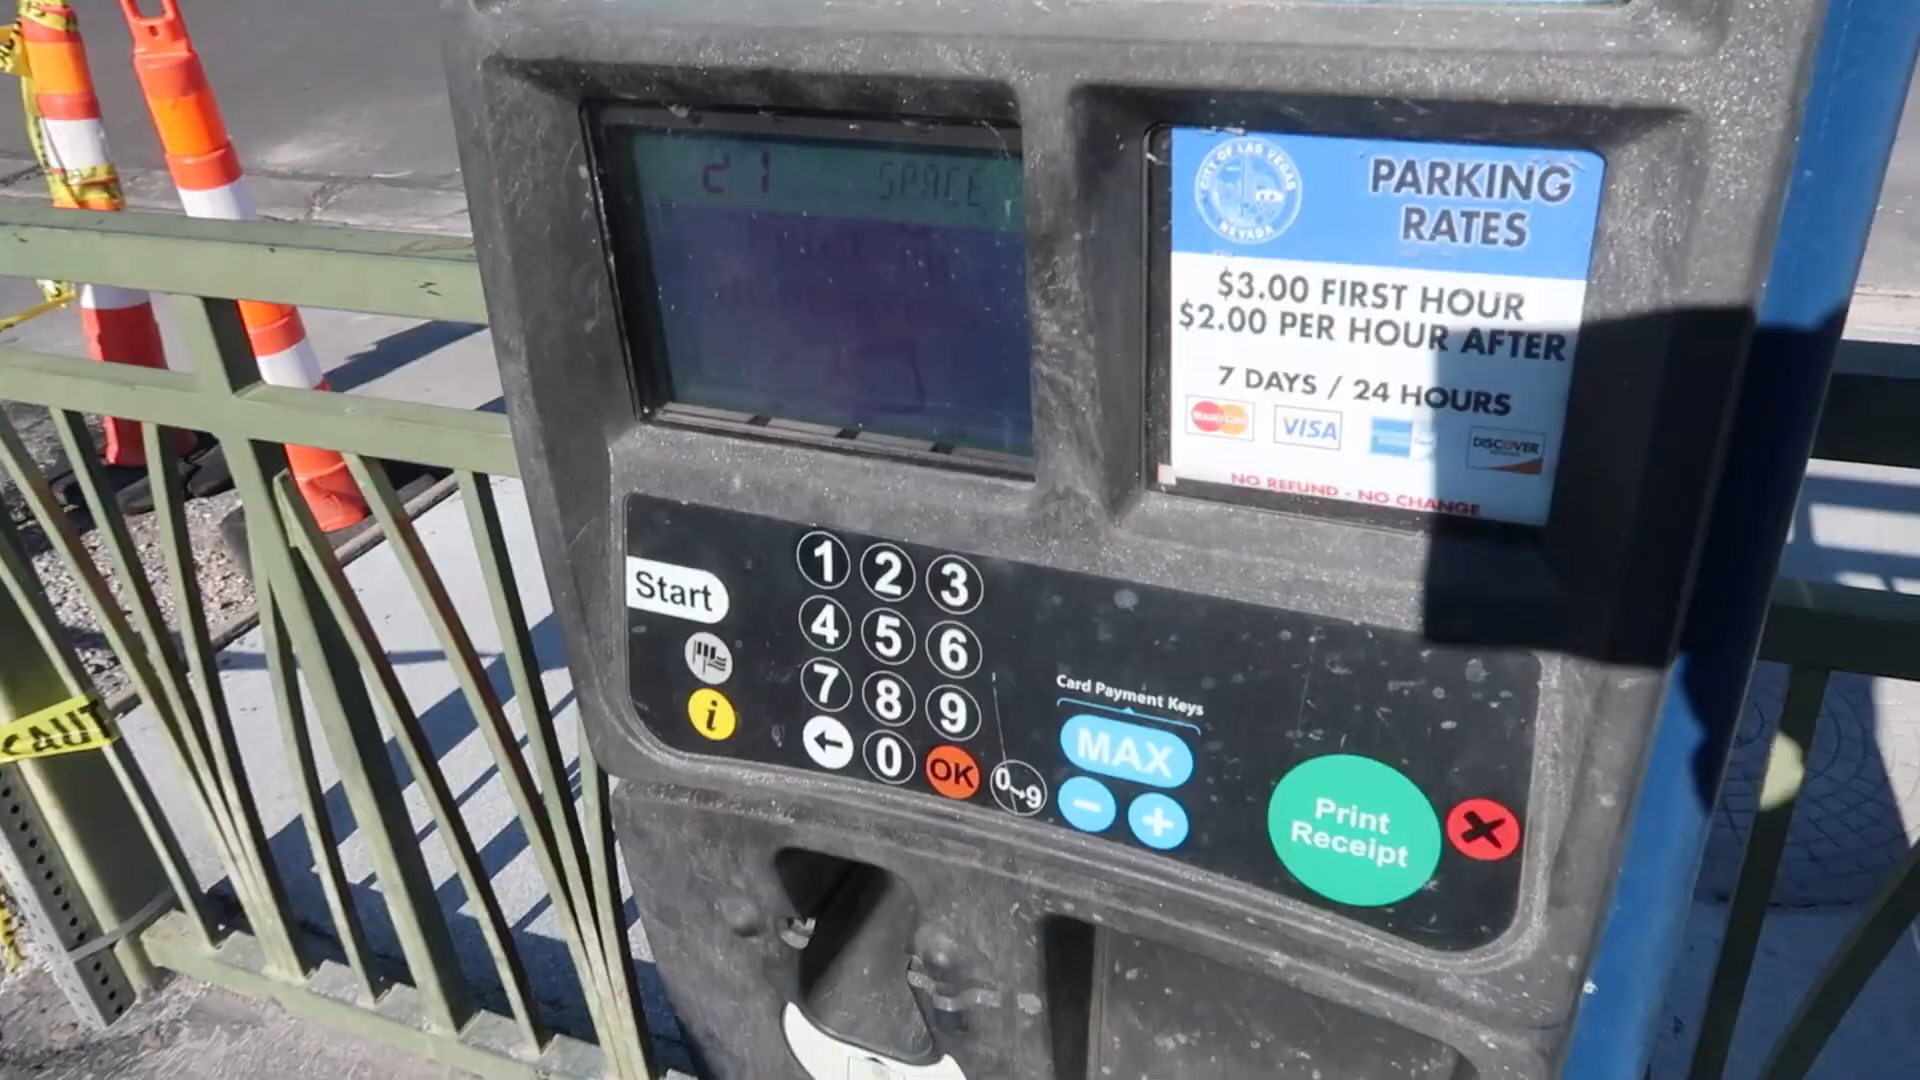 21 SPACE
CITY OF LAS VEGAS
NEVADA
PARKING
RATES
$3.00 FIRST HOUR
$2.00 PER HOUR AFTER
7 DAYS / 24 HOURS
MasterCard VISA DISCOVER
NO REFUND - NO CHANGE
Start
1 2 3
4 5 6
7 8 9
0 OK 0 9
i
Card Payment Keys
MAX
- +
Print
Receipt
CAUT